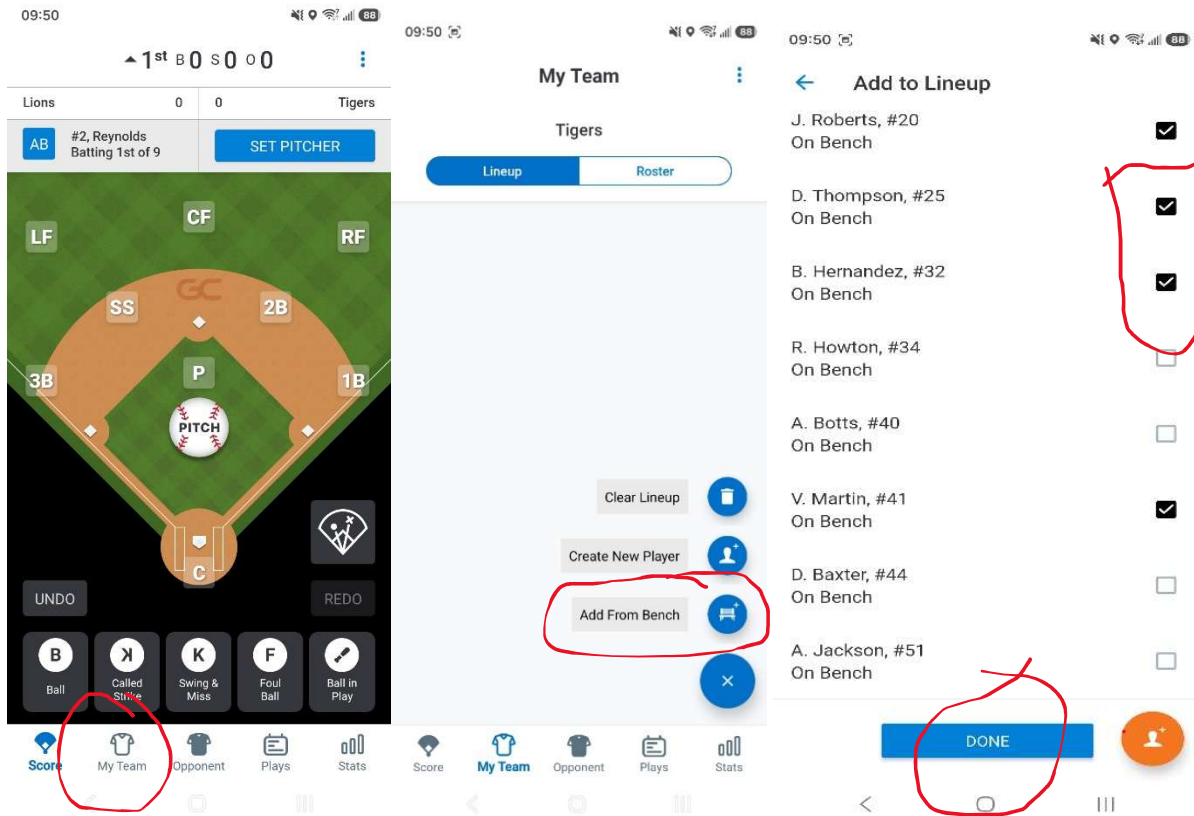 09:50
88
1st B 0 S 0 O 0
Lions 0 0 Tigers
AB
#2, Reynolds
Batting 1st of 9
SET PITCHER
CF
LF
RF
GC
SS
2B
3B
P
1B
PITCH
C
UNDO
REDO
B
Ball
K
Called
Strike
K
Swing &
Miss
F
Foul
Ball
Ball in
Play
Score
My Team
Opponent
Plays
Stats
09:50
88
My Team
Tigers
Lineup
Roster
Clear Lineup
Create New Player
Add From Bench
Score
My Team
Opponent
Plays
Stats
09:50
88
Add to Lineup
J. Roberts, #20
On Bench
D. Thompson, #25
On Bench
B. Hernandez, #32
On Bench
R. Howton, #34
On Bench
A. Botts, #40
On Bench
V. Martin, #41
On Bench
D. Baxter, #44
On Bench
A. Jackson, #51
On Bench
DONE